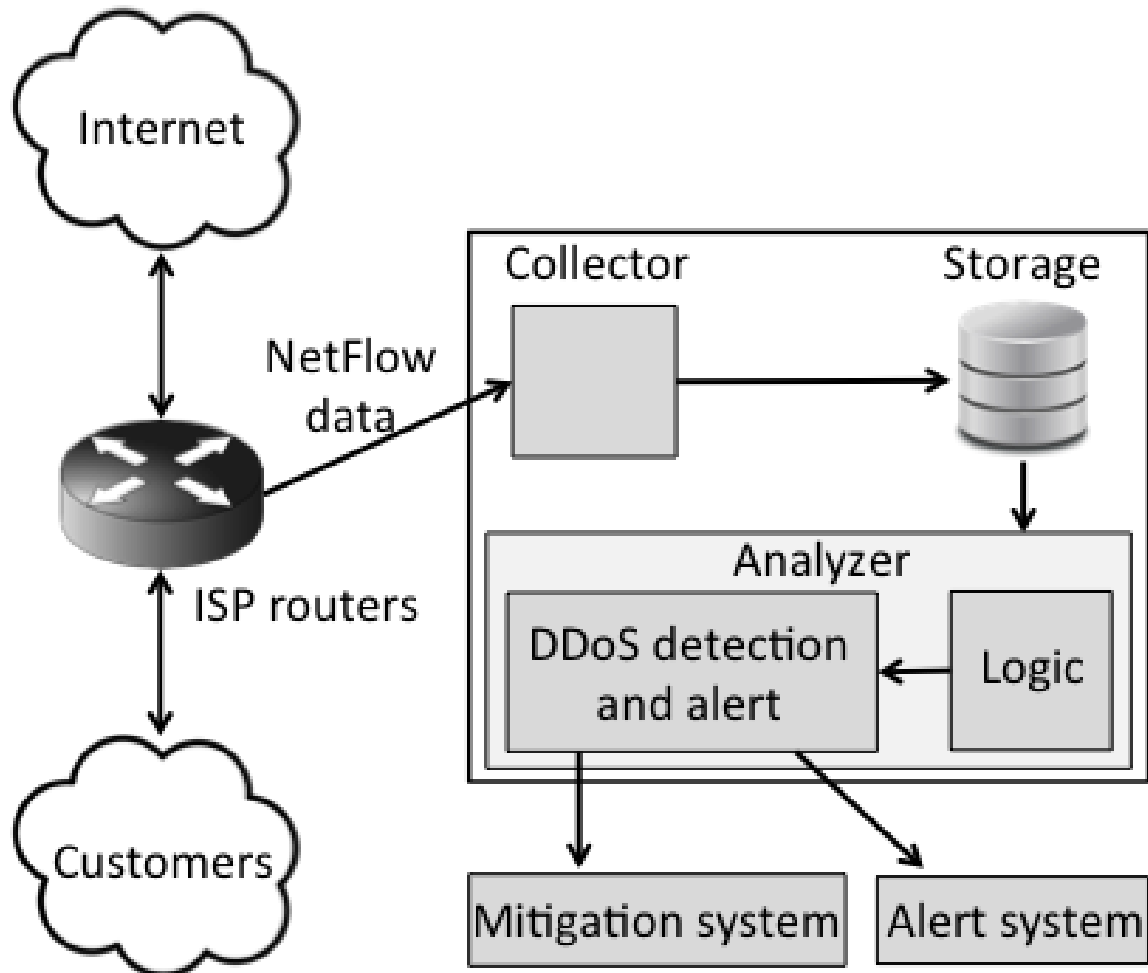 Internet
Collector
Storage
NetFlow
data
ISP routers
Analyzer
DDoS detection
and alert
Logic
Customers
Mitigation system
Alert system